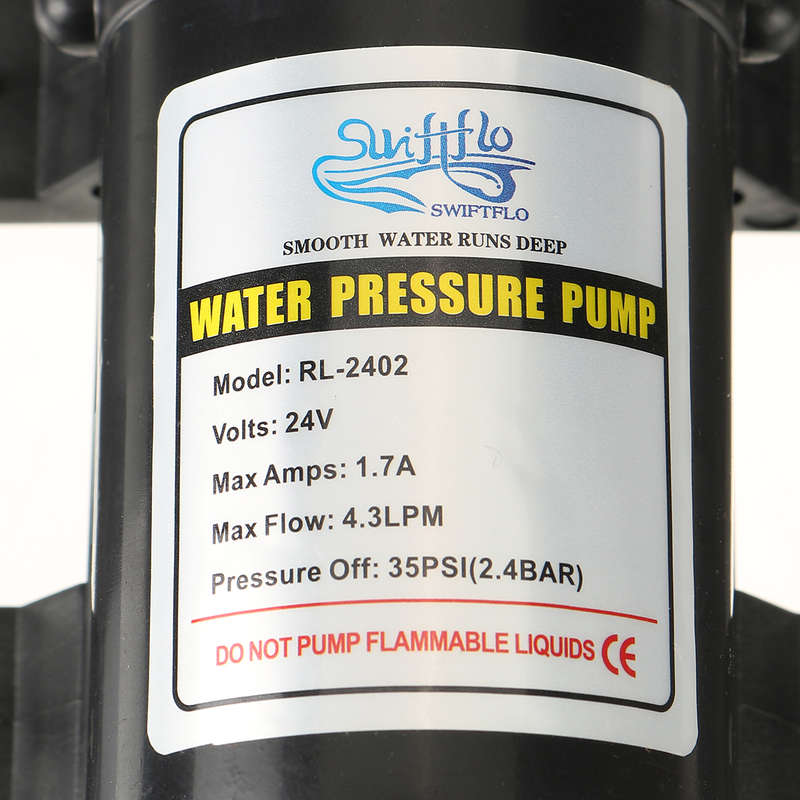 Swiftflo
SWIFTFLO
SMOOTH WATER RUNS DEEP
WATER PRESSURE PUMP
Model: RL-2402
Volts: 24V
Max Amps: 1.7A
Max Flow: 4.3LPM
Pressure Off: 35PSI(2.4BAR)
DO NOT PUMP FLAMMABLE LIQUIDS CE